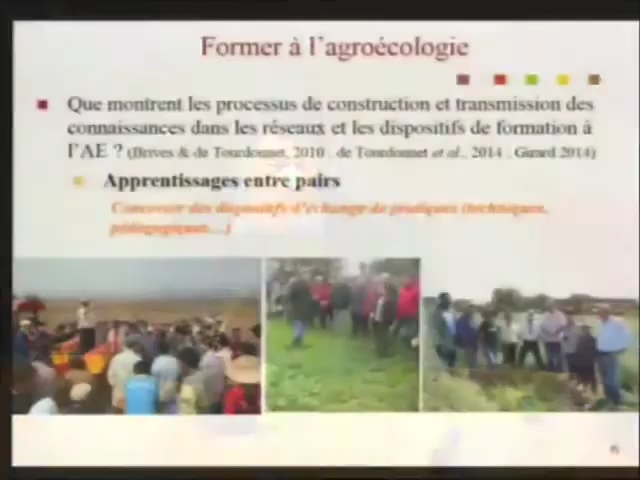 Former à l'agroécologie
Que montrent les processus de construction et transmission des
connaissances dans les réseaux et les dispositifs de formation à
l'AE ? (Brives & de Tourdonnet, 2010 ; de Tourdonnet et al., 2014 ; Girard 2014)
Apprentissages entre pairs
Concevoir des dispositifs d'échange de pratiques (techniques,
pédagogiques…)